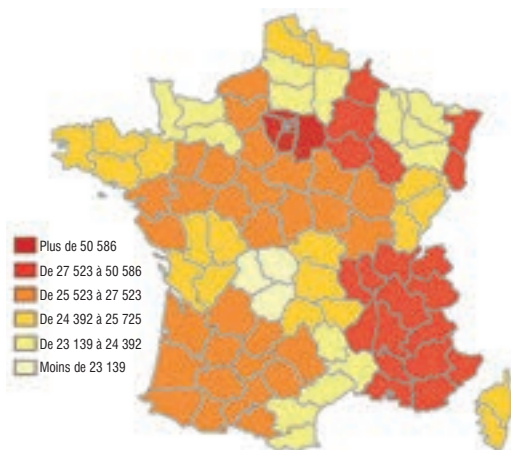 Plus de 50 586
De 27 523 à 50 586
De 25 523 à 27 523
De 24 392 à 25 725
De 23 139 à 24 392
Moins de 23 139